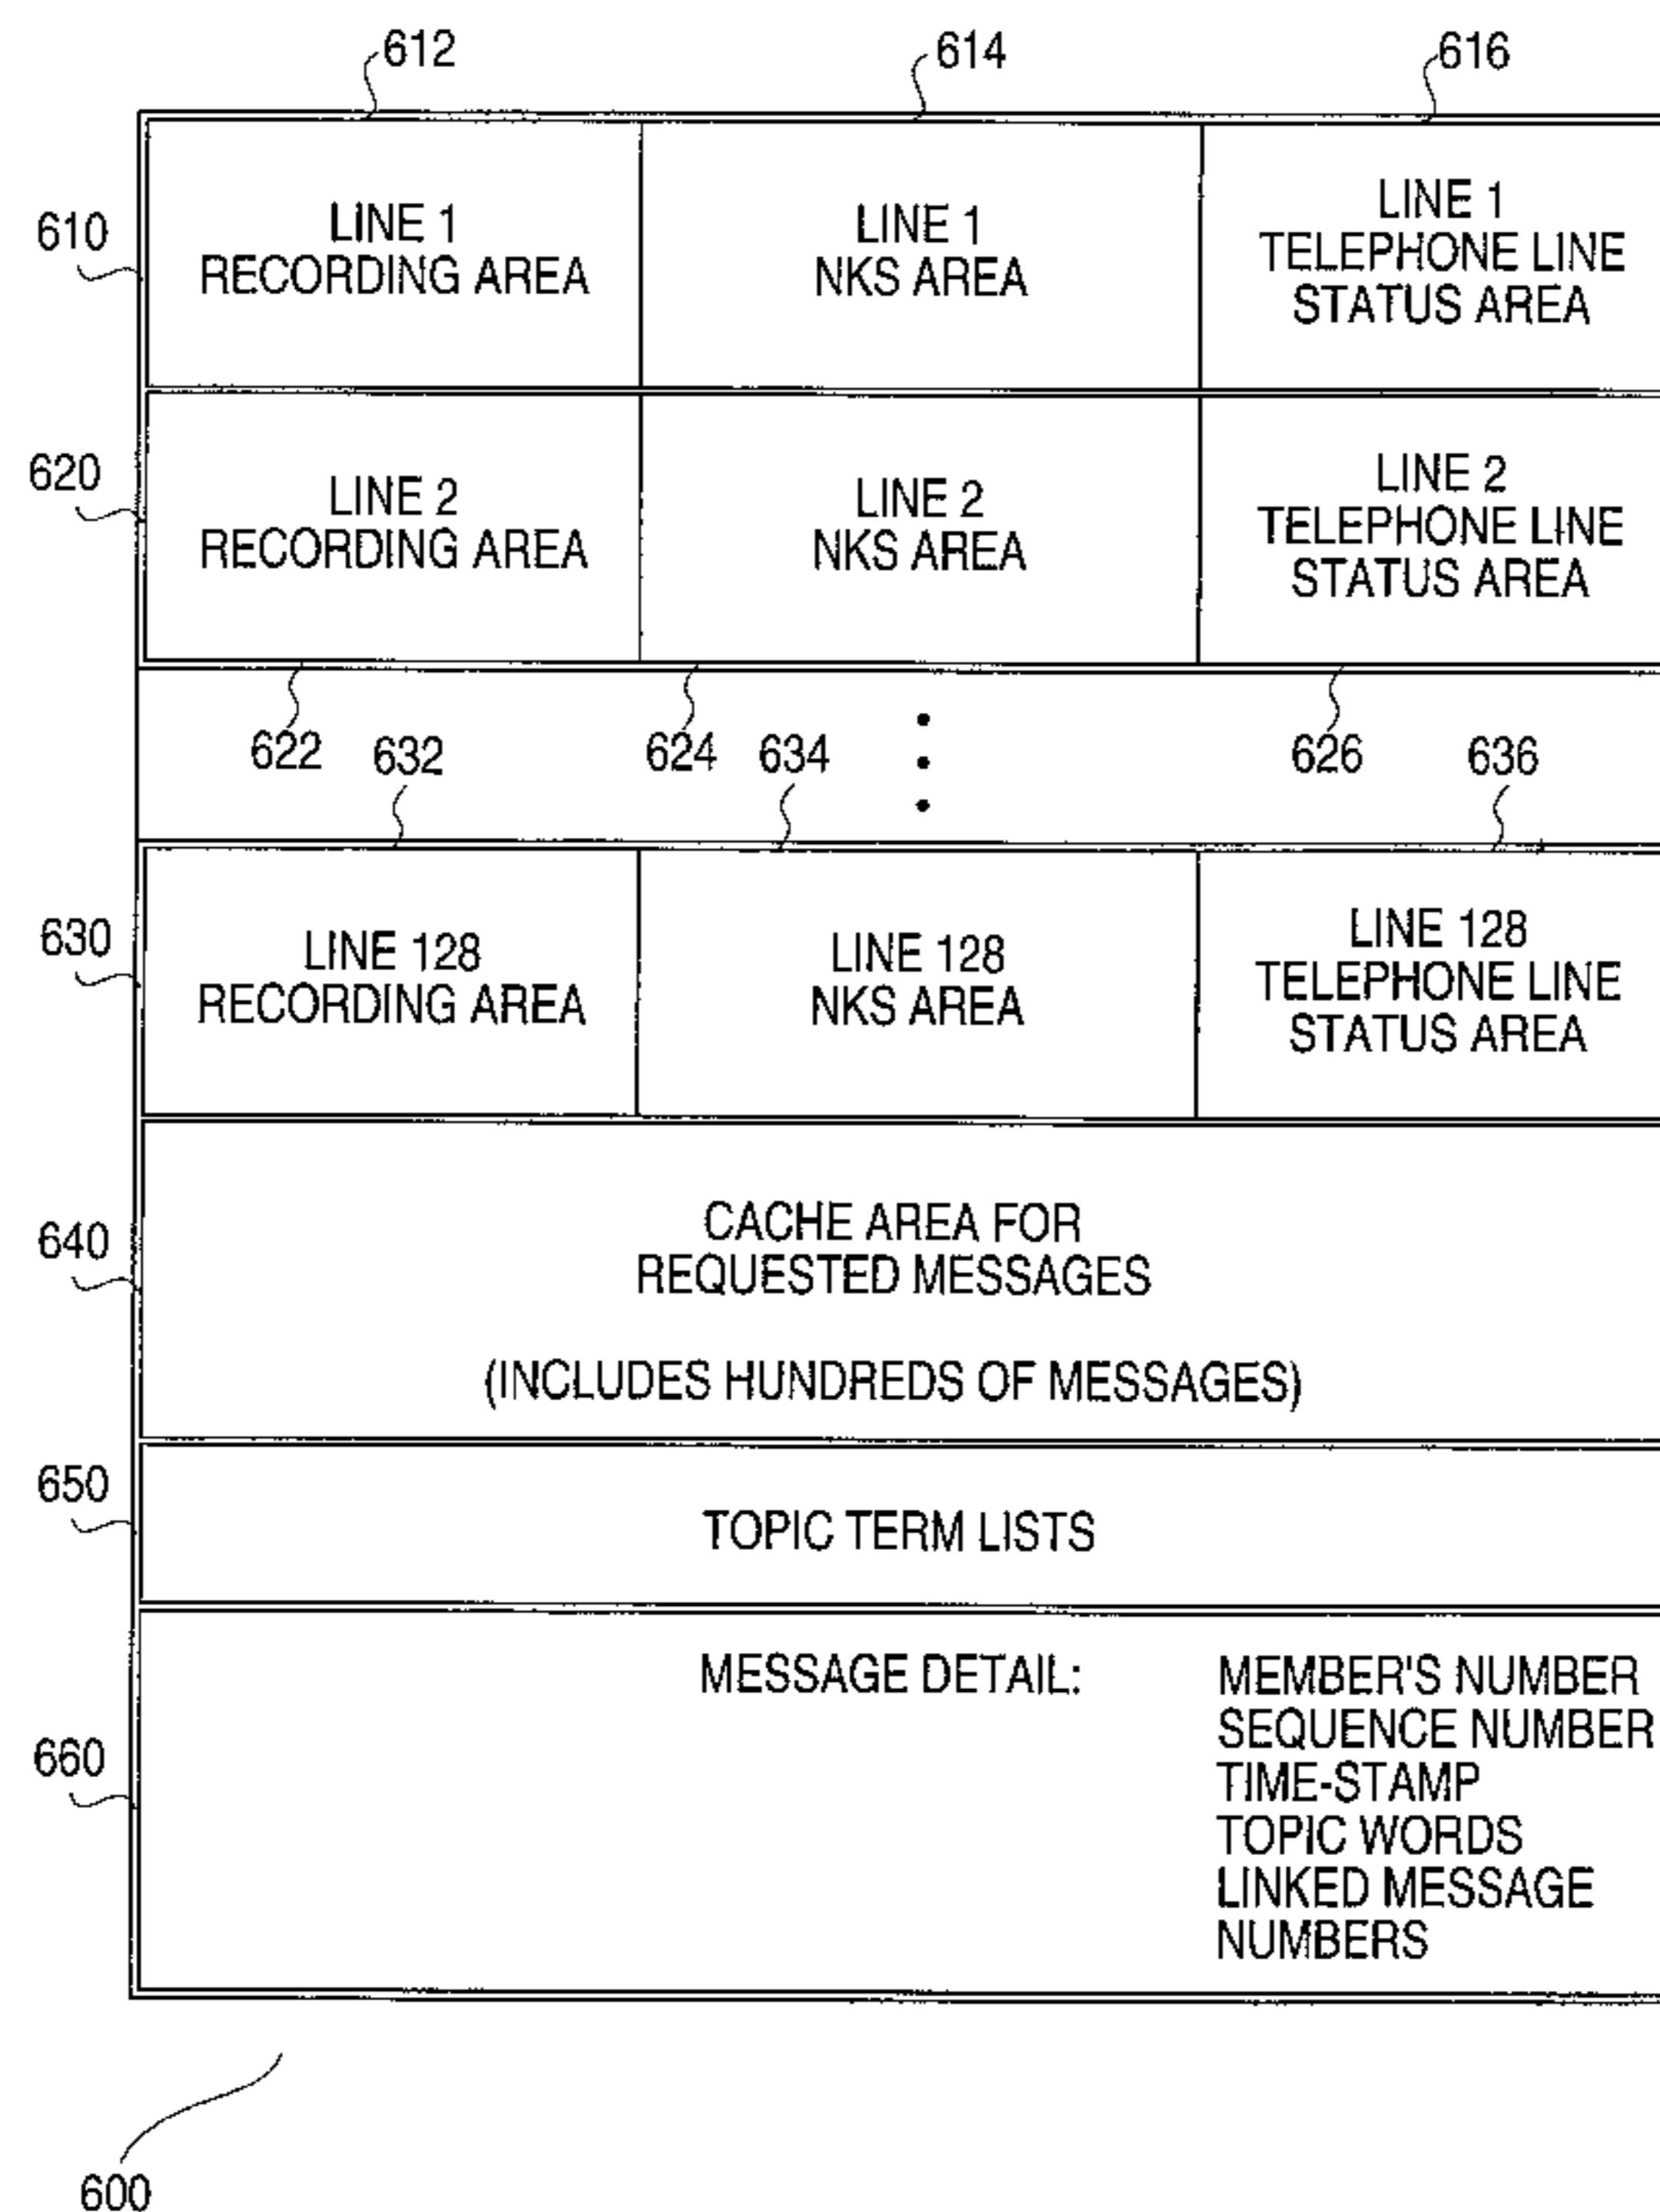 612
614
616
610
LINE 1
RECORDING AREA
LINE 1
NKS AREA
LINE 1
TELEPHONE LINE
STATUS AREA
620
LINE 2
RECORDING AREA
LINE 2
NKS AREA
LINE 2
TELEPHONE LINE
STATUS AREA
622
632
624
634
626
636
630
LINE 128
RECORDING AREA
LINE 128
NKS AREA
LINE 128
TELEPHONE LINE
STATUS AREA
640
CACHE AREA FOR
REQUESTED MESSAGES
(INCLUDES HUNDREDS OF MESSAGES)
650
TOPIC TERM LISTS
660
MESSAGE DETAIL:
MEMBER'S NUMBER
SEQUENCE NUMBER
TIME-STAMP
TOPIC WORDS
LINKED MESSAGE
NUMBERS
600